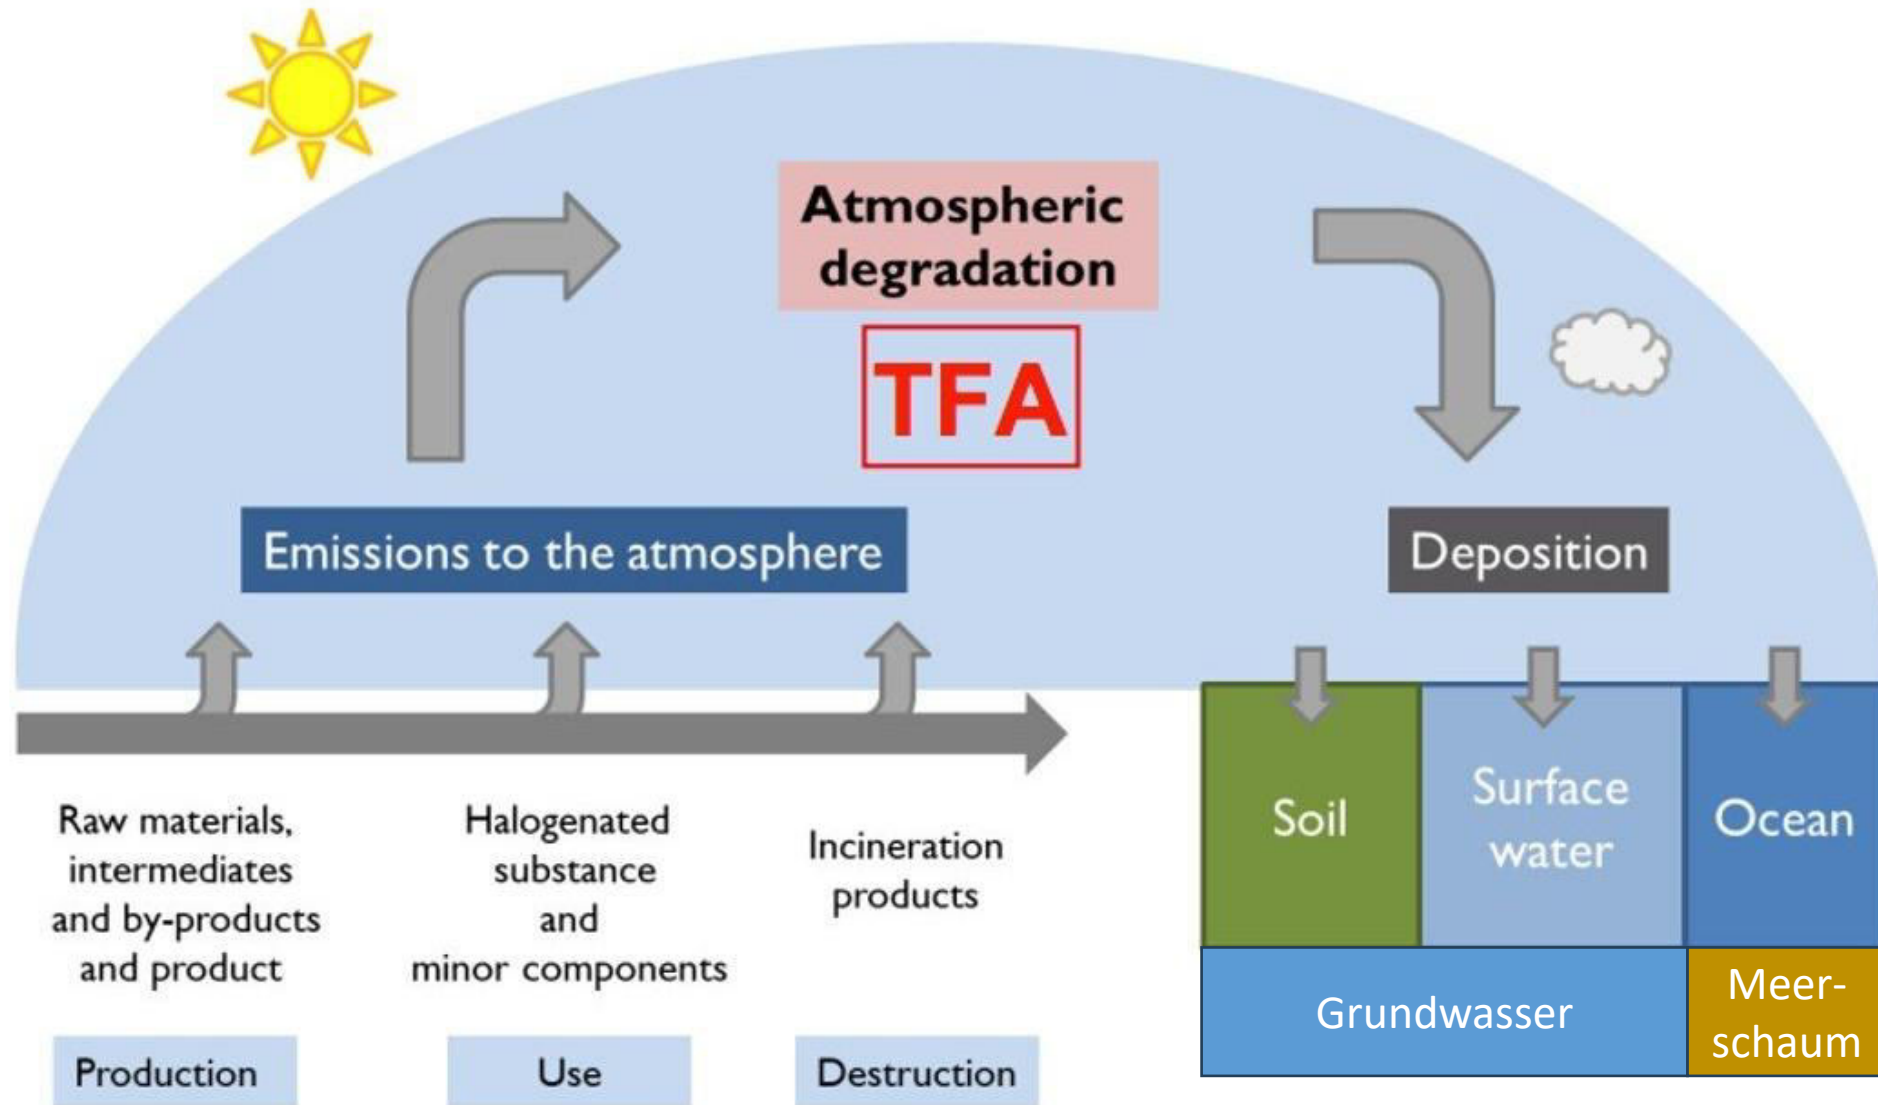 Atmospheric
degradation
TFA
Emissions to the atmosphere
Deposition
Raw materials,
intermediates
and by-products
and product
Halogenated
substance
and
minor components
Incineration
products
Soil
Surface
water
Ocean
Grundwasser
Meer-
schaum
Production
Use
Destruction